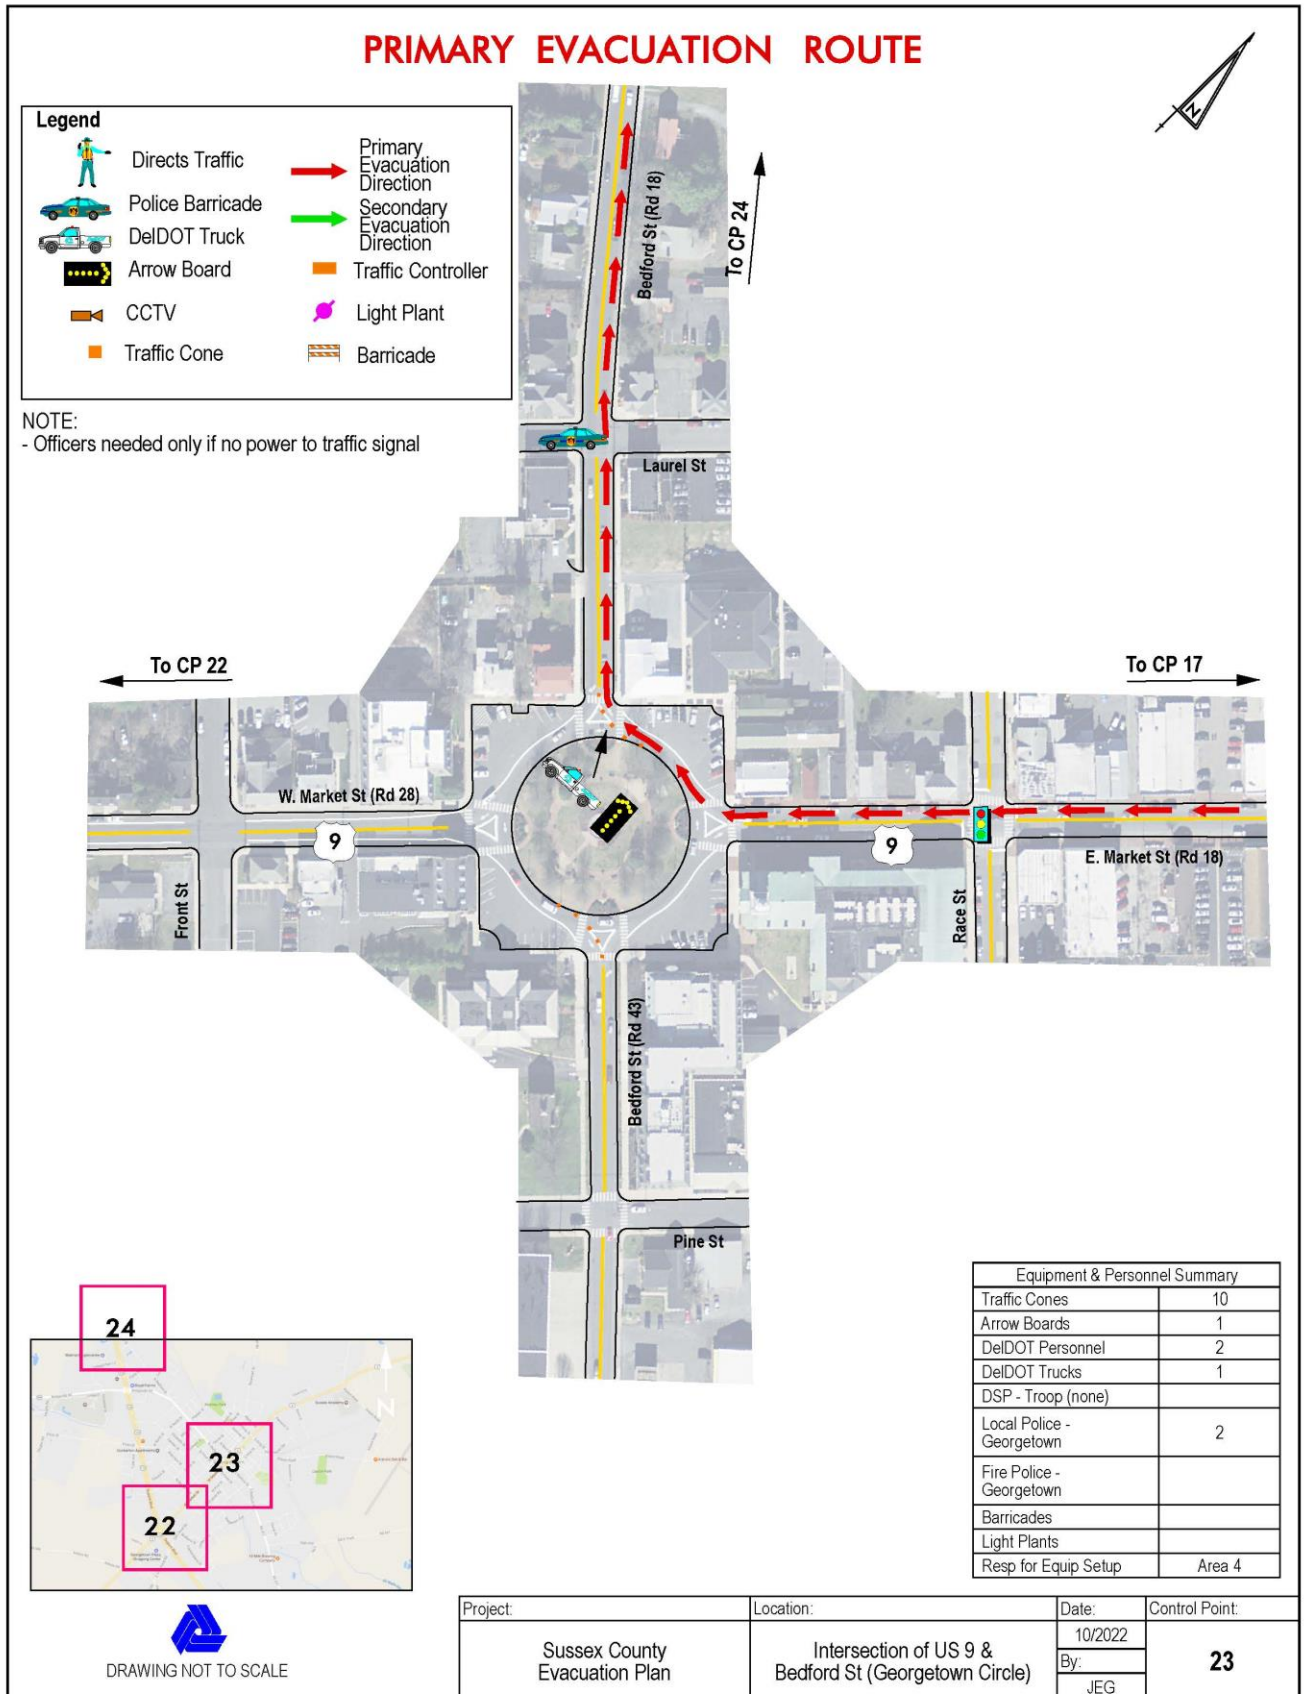 PRIMARY EVACUATION ROUTE
N
Legend
Directs Traffic
Police Barricade
DelDOT Truck
Arrow Board
CCTV
Traffic Cone
Primary
Evacuation
Direction
Secondary
Evacuation
Direction
Traffic Controller
Light Plant
Barricade
NOTE:
- Officers needed only if no power to traffic signal
Bedford St (Rd 18)
To CP 24
Laurel St
To CP 22
To CP 17
W. Market St (Rd 28)
9
9
E. Market St (Rd 18)
Front St
Race St
Bedford St (Rd 43)
Pine St
24
23
22
N
DRAWING NOT TO SCALE
Equipment & Personnel Summary
Traffic Cones 10
Arrow Boards 1
DelDOT Personnel 2
DelDOT Trucks 1
DSP - Troop (none)
Local Police -
Georgetown 2
Fire Police -
Georgetown
Barricades
Light Plants
Resp for Equip Setup Area 4
Project:
Sussex County
Evacuation Plan
Location:
Intersection of US 9 &
Bedford St (Georgetown Circle)
Date:
10/2022
By:
JEG
Control Point:
23